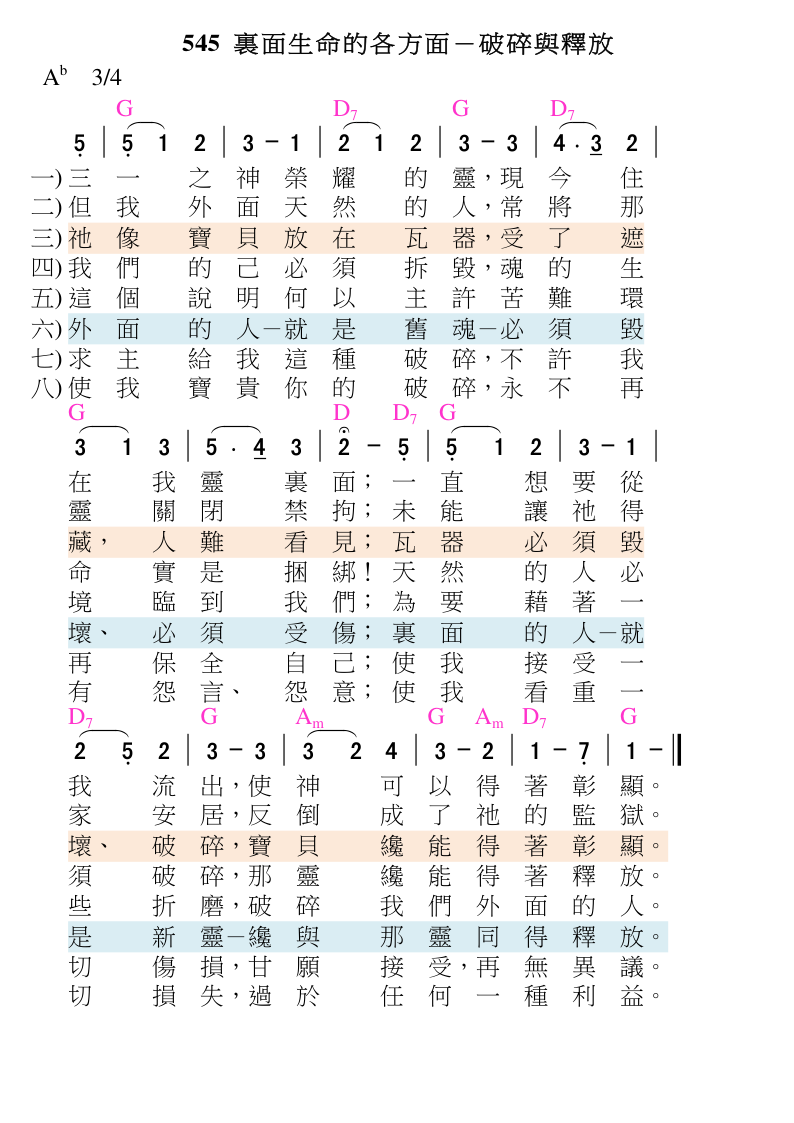 545 裏面生命的各方面－破碎與釋放
A♭ 3/4
G D7 G D7
5̣ | 5̣ 1 2 | 3 - 1 | 2 1 2 | 3 - 3 | 4 . 3 2 |
一) 三一之神榮耀的靈，現今住
二) 但我外面天然的人，常將那
三) 祂像寶貝放在瓦器，受了遮
四) 我們的己必須拆毀，魂的生
五) 這個說明何以主許苦難環
六) 外面的人－就是舊魂－必須毀
七) 求主給我這種破碎，不許我
八) 使我寶貴你的破碎，永不再
G D D7 G
3 1 3 | 5 . 4 3 | 2 - 5̣ | 5̣ 1 2 | 3 - 1 |
在我靈裏面；一直想要從
靈關閉禁拘；未能讓祂得
藏，人難看見；瓦器必須毀
命實是捆綁！天然的人必
境臨到我們；為要藉著一
壞、必須受傷；裏面的人－就
再保全自己；使我接受一
有怨言、怨意；使我看重一
D7 G Am G Am D7 G
2 5̣ 2 | 3 - 3 | 3 2 4 | 3 - 2 | 1 - 7̣ | 1 - ‖
我流出，使神可以得著彰顯。
家安居，反倒成了祂的監獄。
壞、破碎，寶貝纔能得著彰顯。
須破碎，那靈纔能得著釋放。
些折磨，破碎我們外面的人。
是新靈－纔與那靈同得釋放。
切傷損，甘願接受，再無異議。
切損失，過於任何一種利益。